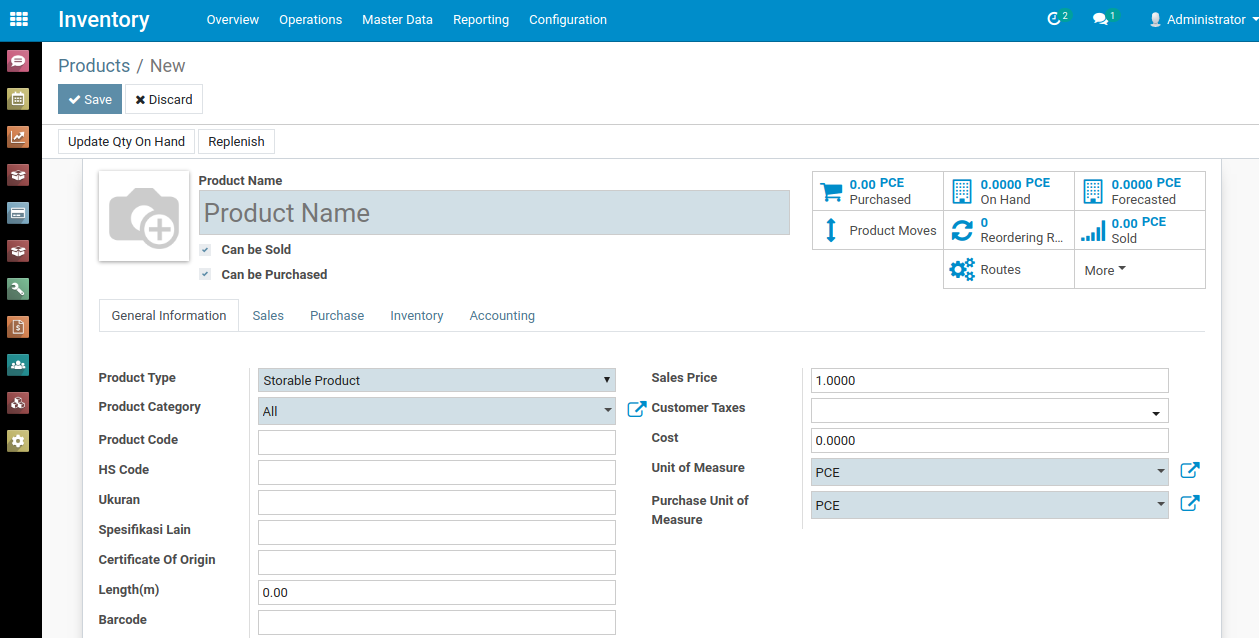 Inventory Overview Operations Master Data Reporting Configuration 2 1 Administrator
Products / New
Save Discard
Update Qty On Hand Replenish
Product Name
Product Name
Can be Sold
Can be Purchased
0.00 PCE
Purchased
0.0000 PCE
On Hand
0.0000 PCE
Forecasted
Product Moves
0
Reordering R...
0.00 PCE
Sold
Routes
More
General Information Sales Purchase Inventory Accounting
Product Type Storable Product
Product Category All
Product Code
HS Code
Ukuran
Spesifikasi Lain
Certificate Of Origin
Length(m) 0.00
Barcode
Sales Price 1.0000
Customer Taxes
Cost 0.0000
Unit of Measure PCE
Purchase Unit of
Measure PCE